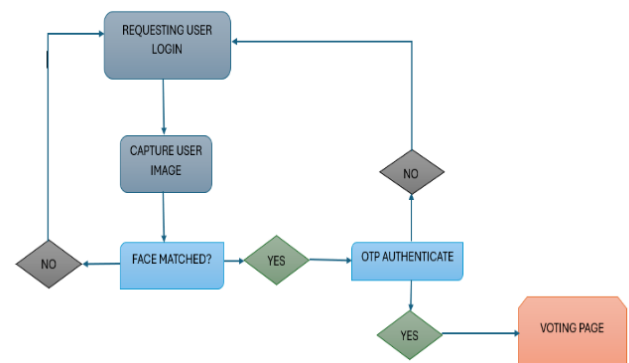 REQUESTING USER
LOGIN
CAPTURE USER
IMAGE
NO
NO
FACE MATCHED?
YES
OTP AUTHENTICATE
YES
VOTING PAGE